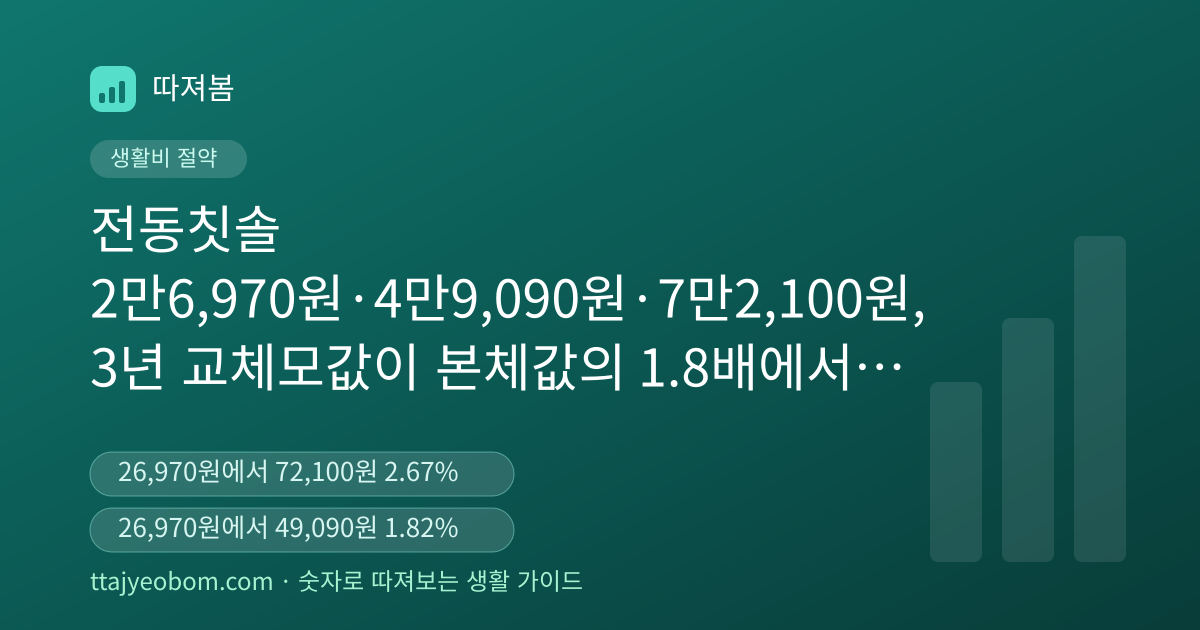 따져봄
생활비 절약
전동칫솔
2만6,970원·4만9,090원·7만2,100원,
3년 교체모값이 본체값의 1.8배에서…
26,970원에서 72,100원 2.67%
26,970원에서 49,090원 1.82%
ttajyeobom.com · 숫자로 따져보는 생활 가이드